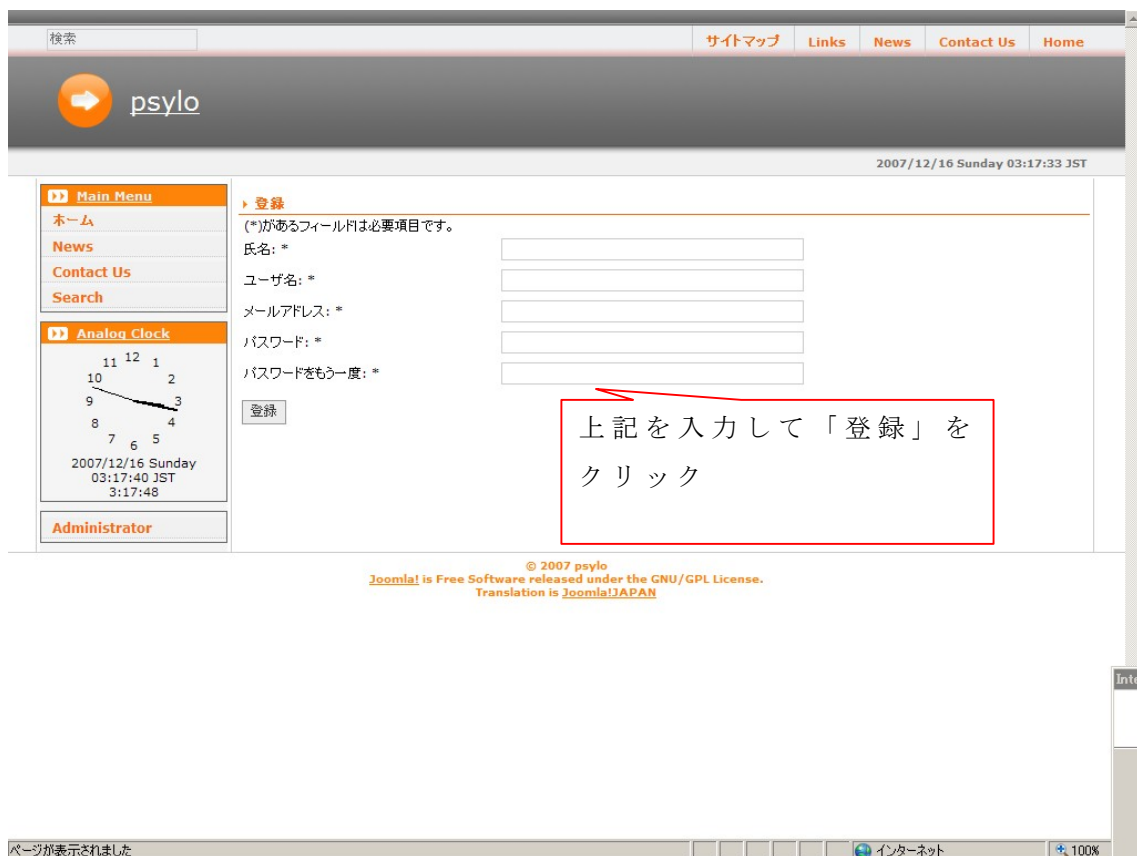 検索
サイトマップ Links News Contact Us Home
psylo
2007/12/16 Sunday 03:17:33 JST
Main Menu
ホーム
News
Contact Us
Search
Analog Clock
12
11 1
10 2
9 3
8 4
7 5
6
2007/12/16 Sunday
03:17:40 JST
3:17:48
Administrator
登録
(*)があるフィールドは必要項目です。
氏名: *
ユーザ名: *
メールアドレス: *
パスワード: *
パスワードをもう一度: *
登録
上記を入力して「登録」を
クリック
© 2007 psylo
Joomla! is Free Software released under the GNU/GPL License.
Translation is Joomla!JAPAN
Inte
ページが表示されました
インターネット
100%